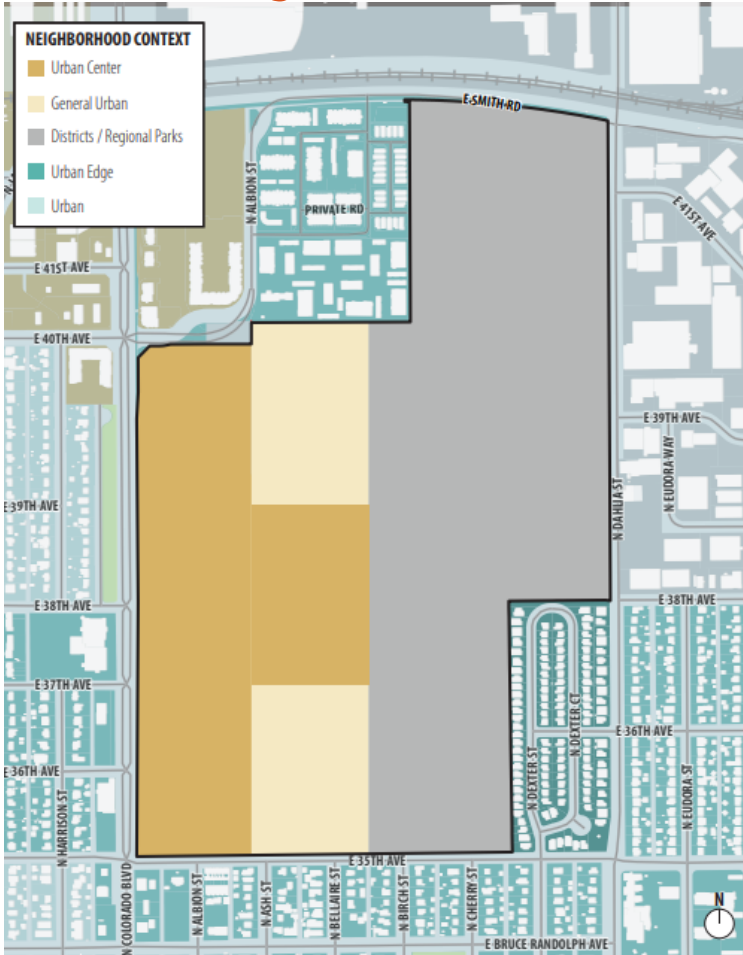 NEIGHBORHOOD CONTEXT
Urban Center
General Urban
Districts / Regional Parks
Urban Edge
Urban
E SMITH RD
N ALBION ST
PRIVATE RD
E 41ST AVE
E 41ST AVE
E 40TH AVE
E 39TH AVE
N EUDORA WAY
N DAHLIA ST
E 39TH AVE
E 38TH AVE
E 38TH AVE
E 37TH AVE
E 36TH AVE
N DEXTER CT
N DEXTER ST
E 36TH AVE
N HARRISON ST
N EUDORA ST
E 35TH AVE
N COLORADO BLVD
N ALBION ST
N ASH ST
N BELLAIRE ST
N BIRCH ST
N CHERRY ST
N
E BRUCE RANDOLPH AVE